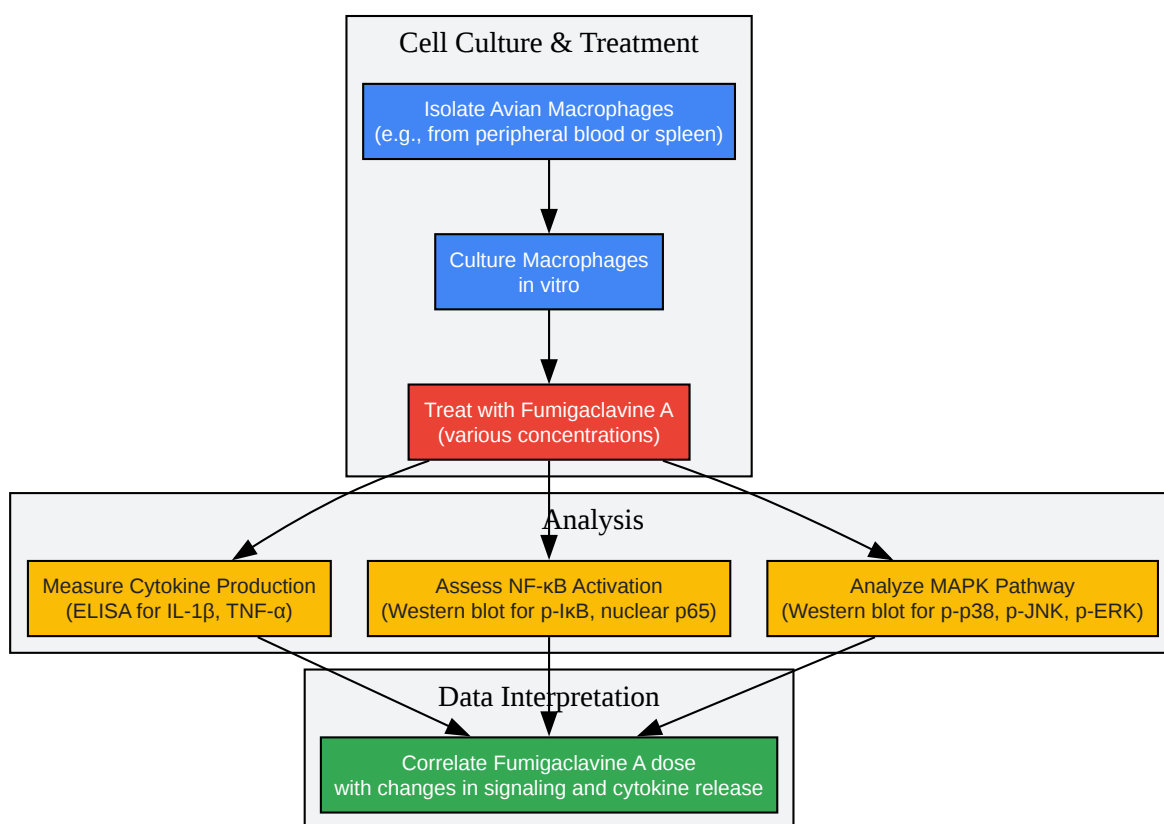 Cell Culture & Treatment
Isolate Avian Macrophages
(e.g., from peripheral blood or spleen)
Culture Macrophages
in vitro
Treat with Fumigaclavine A
(various concentrations)
Analysis
Measure Cytokine Production
(ELISA for IL-1β, TNF-α)
Assess NF-κB Activation
(Western blot for p-IκB, nuclear p65)
Analyze MAPK Pathway
(Western blot for p-p38, p-JNK, p-ERK)
Data Interpretation
Correlate Fumigaclavine A dose
with changes in signaling and cytokine release